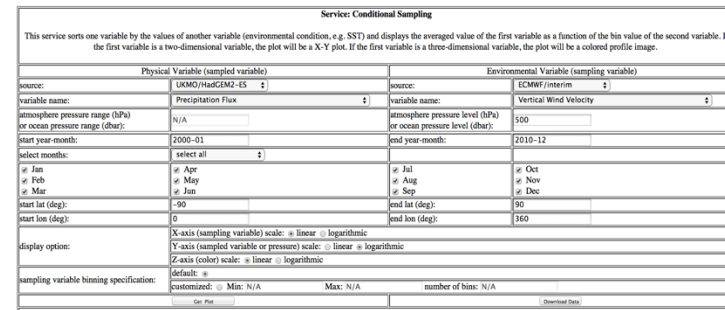 Service: Conditional Sampling
This service sorts one variable by the values of another variable (environmental condition, e.g. SST) and displays the averaged value of the first variable as a function of the bin value of the second variable. I
the first variable is a two-dimensional variable, the plot will be a X-Y plot. If the first variable is a three-dimensional variable, the plot will be a colored profile image.
Physical Variable (sampled variable) Environmental Variable (sampling variable)
source: UKMO/HadGEM2-ES source: ECMWF/interim
variable name: Precipitation Flux variable name: Vertical Wind Velocity
atmosphere pressure range (hPa) atmosphere pressure level (hPa)
or ocean pressure range (dbar): N/A or ocean pressure level (dbar): 500
start year-month: 2000-01 end year-month: 2010-12
select months: select all
Jan Apr Jul Oct
Feb May Aug Nov
Mar Jun Sep Dec
start lat (deg): -90 end lat (deg): 90
start lon (deg): 0 end lon (deg): 360
X-axis (sampling variable) scale: linear logarithmic
display option: Y-axis (sampled variable or pressure) scale: linear logarithmic
Z-axis (color) scale: linear logarithmic
sampling variable binning specification: default:
customized: Min: N/A Max: N/A number of bins: N/A
Get Plot Download Data